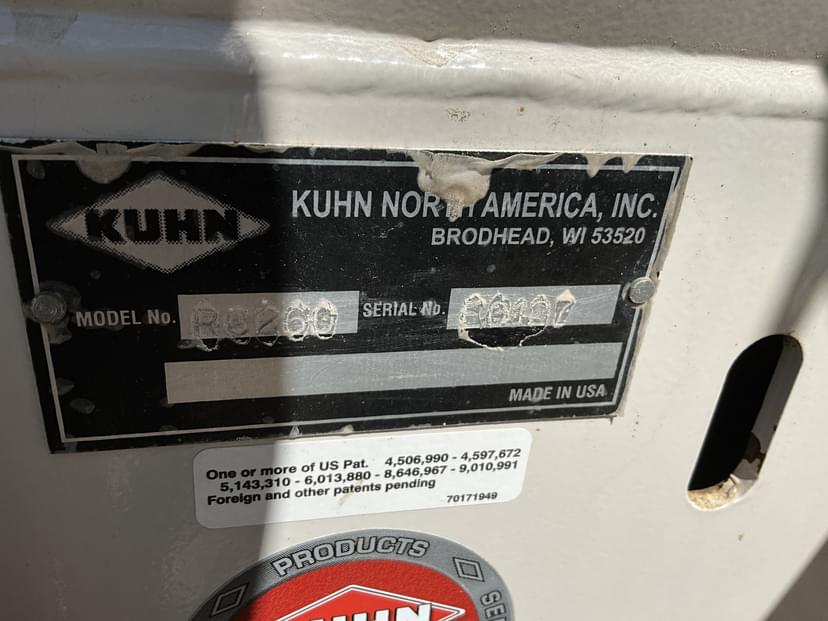 KUHN
KUHN NORTH AMERICA, INC.
BRODHEAD, WI 53520
MODEL No.
SERIAL No.
MADE IN USA
One or more of US Pat. 4,506,990 - 4,597,672
5,143,310 - 6,013,880 - 8,646,967 - 9,010,991
Foreign and other patents pending
70171949
PRODUCTS
KUHN